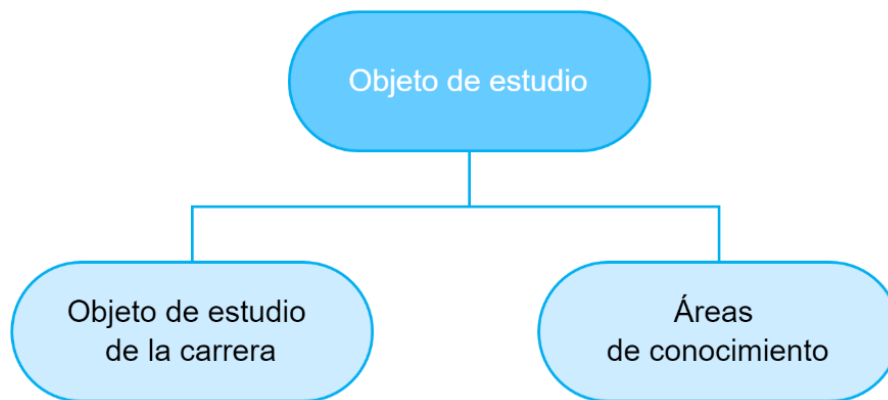 Objeto de estudio
Objeto de estudio
de la carrera
Áreas
de conocimiento